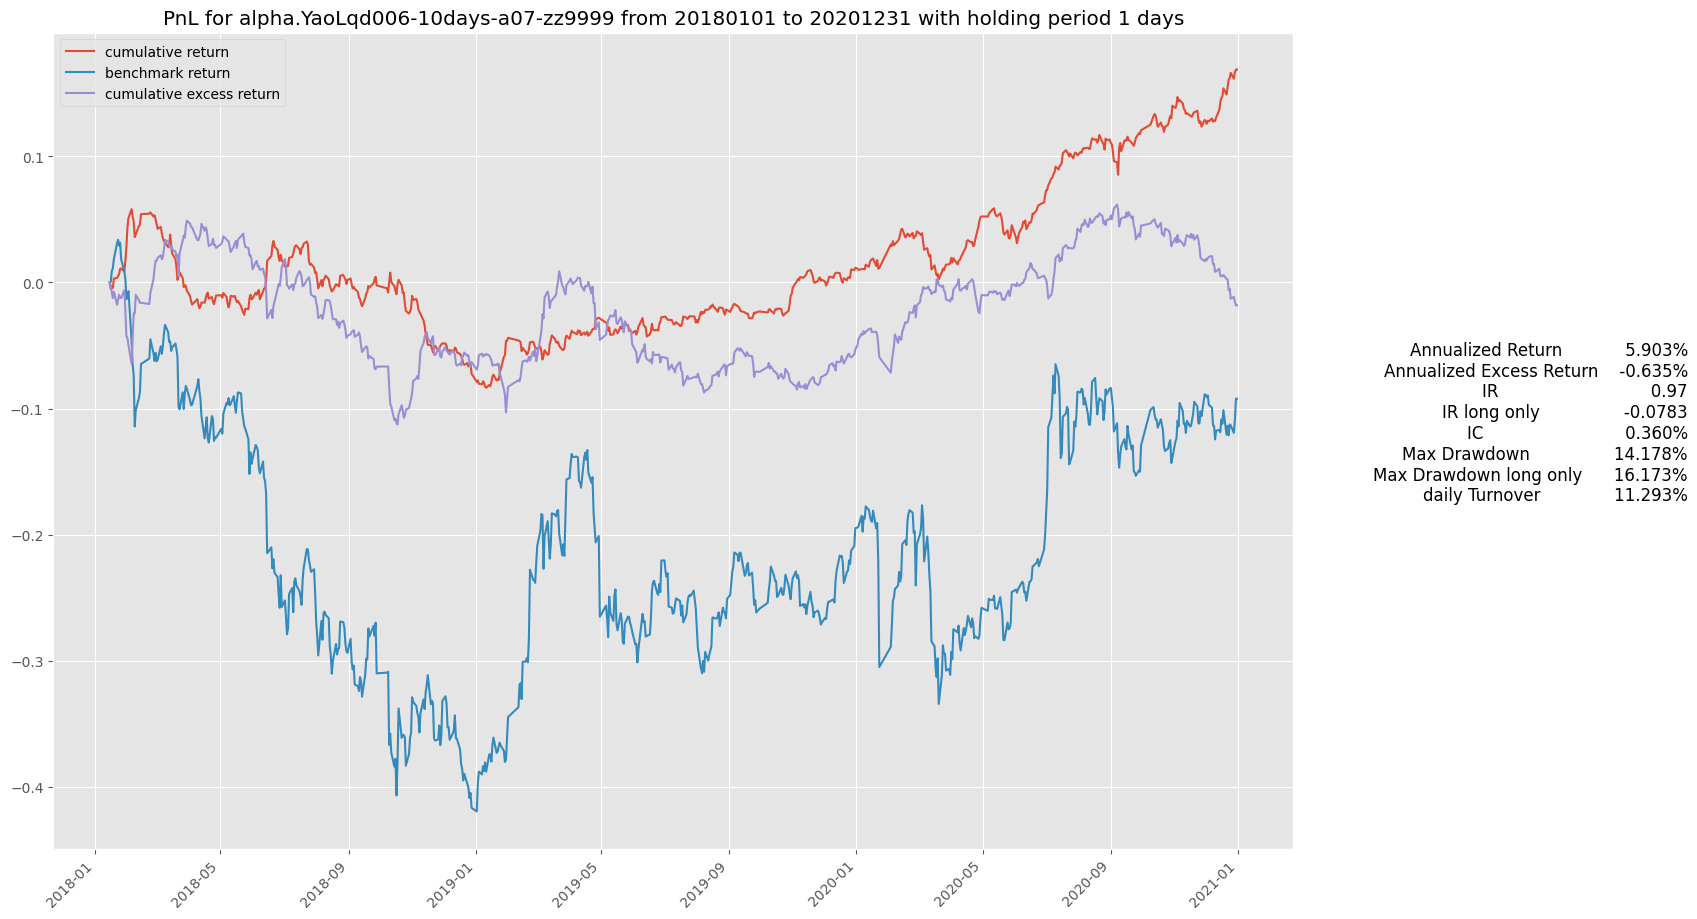 PnL for alpha.YaoLqd006-10days-a07-zz9999 from 20180101 to 20201231 with holding period 1 days
cumulative return
benchmark return
cumulative excess return
0.1
0.0
−0.1
−0.2
−0.3
−0.4
2018-01
2018-05
2018-09
2019-01
2019-05
2019-09
2020-01
2020-05
2020-09
2021-01
Annualized Return 5.903%
Annualized Excess Return -0.635%
IR 0.97
IR long only -0.0783
IC 0.360%
Max Drawdown 14.178%
Max Drawdown long only 16.173%
daily Turnover 11.293%